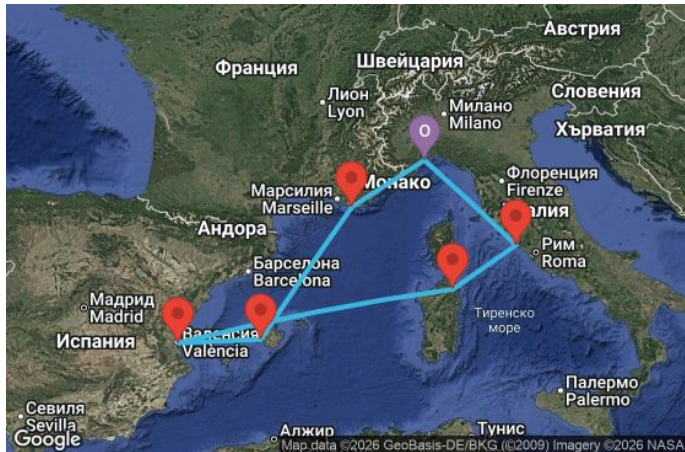 Австрия
Швейцария
Франция
Словения
Лион
Lyon
Милано
Milano
Хърватия
O
Флоренция
Firenze
Монако
Марсилия
Marseille
Андора
Рим
Roma
Барселона
Barcelona
Мадрид
Madrid
Тиренско
море
Испания
Валенсия
València
Палермо
Palermo
Севиля
Sevilla
Алжир
Тунис
Google
Map data ©2026 GeoBasis-DE/BKG (©2009) Imagery ©2026 NASA